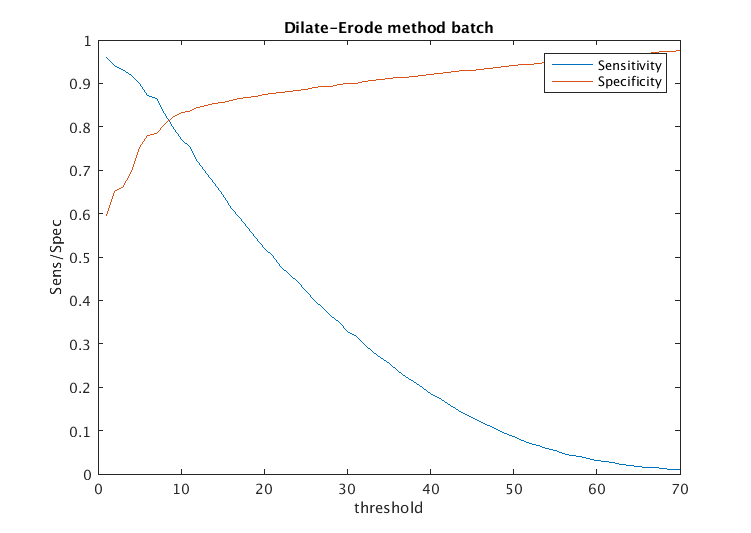 Dilate-Erode method batch
Sensitivity
Specificity
Sens/Spec
1
0.9
0.8
0.7
0.6
0.5
0.4
0.3
0.2
0.1
0
0 10 20 30 40 50 60 70
threshold